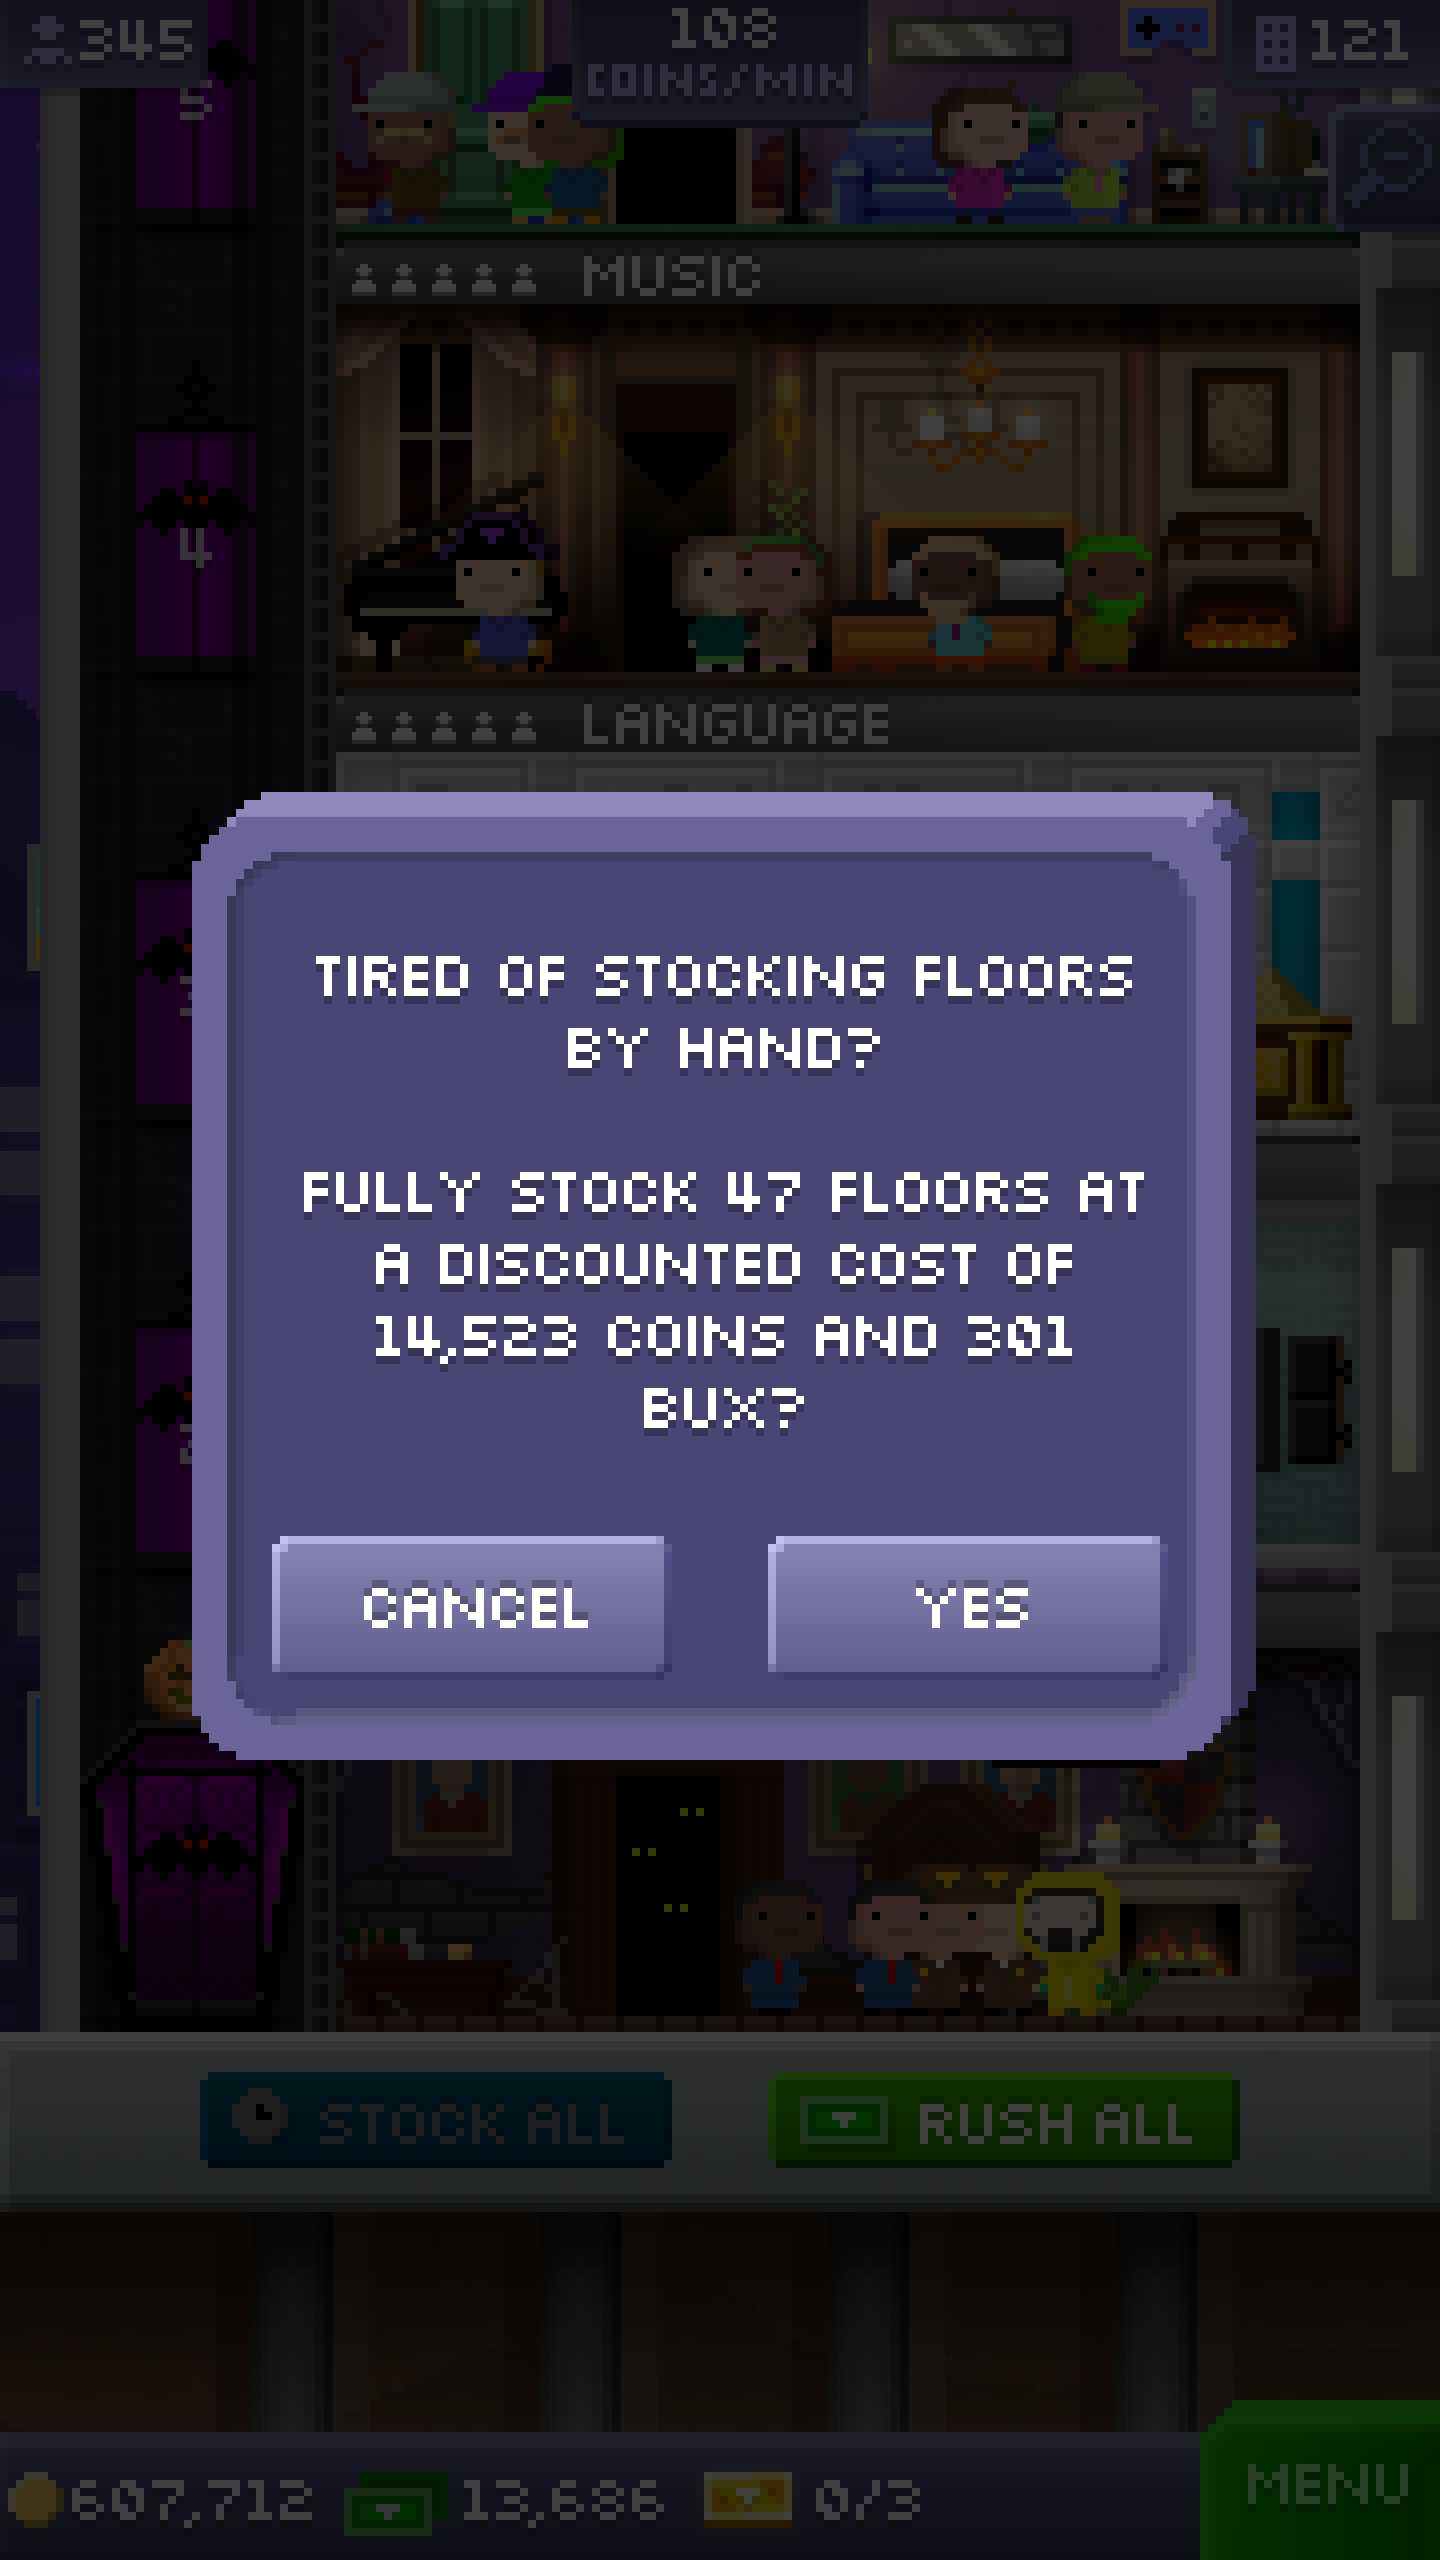 345
108
COINS/MIN
121
5
MUSIC
4
LANGUAGE
TIRED OF STOCKING FLOORS
BY HAND?
FULLY STOCK 47 FLOORS AT
A DISCOUNTED COST OF
14,523 COINS AND 301
BUX?
CANCEL
YES
STOCK ALL
RUSH ALL
607,712
13,686
0/3
MENU